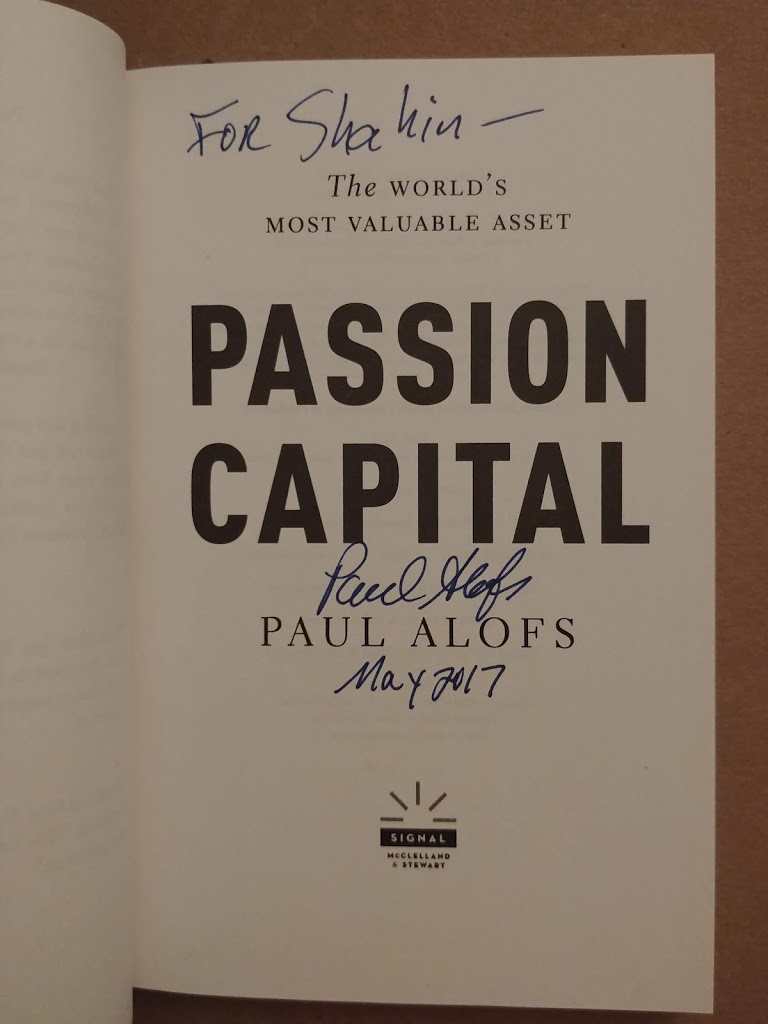 FOR Shahin —
The WORLD'S
MOST VALUABLE ASSET
PASSION
CAPITAL
Paul Alofs
PAUL ALOFS
May 2017
SIGNAL
MCCLELLAND
& STEWART